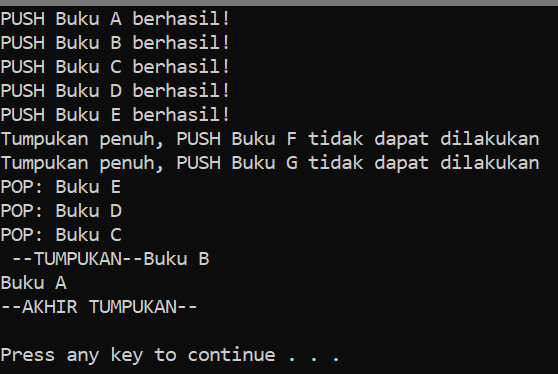 PUSH Buku A berhasil!
PUSH Buku B berhasil!
PUSH Buku C berhasil!
PUSH Buku D berhasil!
PUSH Buku E berhasil!
Tumpukan penuh, PUSH Buku F tidak dapat dilakukan
Tumpukan penuh, PUSH Buku G tidak dapat dilakukan
POP: Buku E
POP: Buku D
POP: Buku C
 --TUMPUKAN--Buku B
Buku A
--AKHIR TUMPUKAN--
Press any key to continue . . .